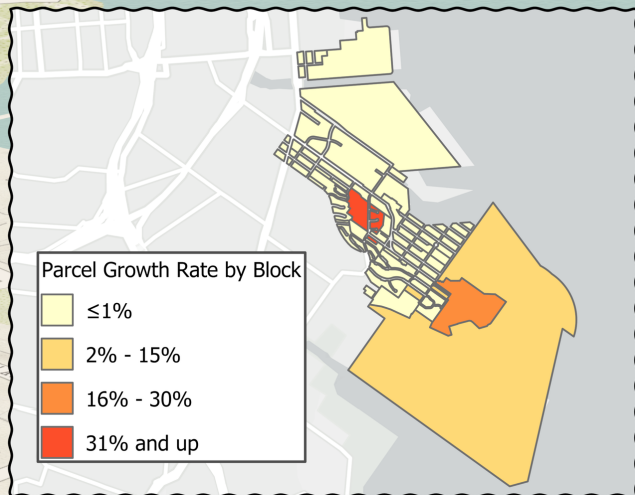 Parcel Growth Rate by Block
≤1%
2% - 15%
16% - 30%
31% and up